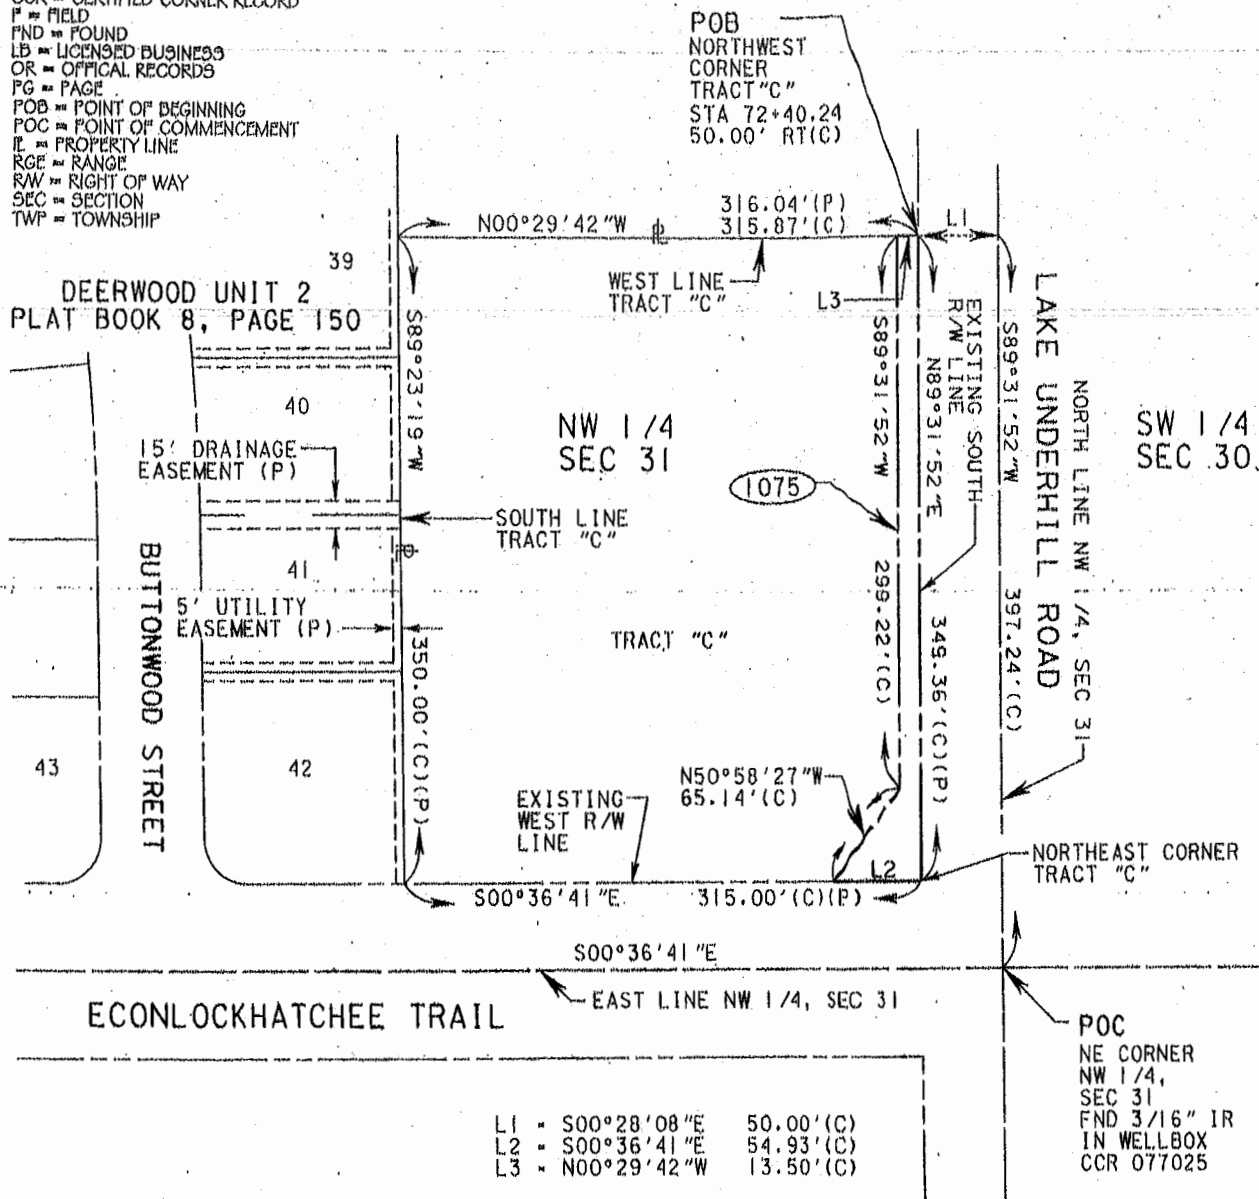 CCR = CERTIFIED CORNER RECORD
F = FIELD
FND = FOUND
LB = LICENSED BUSINESS
OR = OFFICAL RECORDS
PG = PAGE
POB = POINT OF BEGINNING
POC = POINT OF COMMENCEMENT
PL = PROPERTY LINE
RGE = RANGE
R/W = RIGHT OF WAY
SEC = SECTION
TWP = TOWNSHIP
POB
NORTHWEST
CORNER
TRACT "C"
STA 72+40.24
50.00' RT(C)
N00°29'42"W
PL
316.04'(P)
315.87'(C)
L1
39
DEERWOOD UNIT 2
PLAT BOOK 8, PAGE 150
WEST LINE
TRACT "C"
L3
S89°23'19"W
350.00'(C)(P)
S89°31'52"W
299.22'(C)
N89°31'52"E
349.36'(C)(P)
EXISTING SOUTH
R/W LINE
S89°31'52"W
397.24'(C)
LAKE UNDERHILL ROAD
NORTH LINE NW 1/4, SEC 31
SW 1/4
SEC 30
40
NW 1/4
SEC 31
15' DRAINAGE
EASEMENT (P)
1075
SOUTH LINE
TRACT "C"
PL
41
5' UTILITY
EASEMENT (P)
TRACT "C"
BUTTONWOOD STREET
43
42
N50°58'27"W
65.14'(C)
EXISTING
WEST R/W
LINE
L2
NORTHEAST CORNER
TRACT "C"
S00°36'41"E
315.00'(C)(P)
S00°36'41"E
EAST LINE NW 1/4, SEC 31
ECONLOCKHATCHEE TRAIL
POC
NE CORNER
NW 1/4,
SEC 31
FND 3/16" IR
IN WELLBOX
CCR 077025
L1 = S00°28'08"E 50.00'(C)
L2 = S00°36'41"E 54.93'(C)
L3 = N00°29'42"W 13.50'(C)